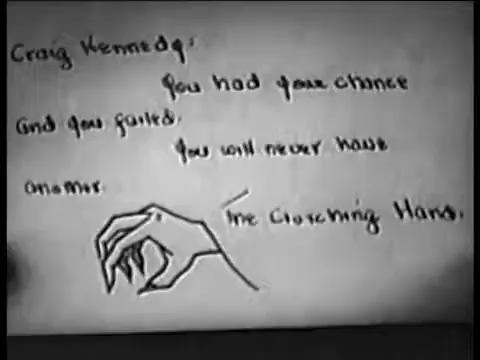 Craig Kennedy:
You had your chance
and you failed.
You will never have
another.
The Clutching Hand.